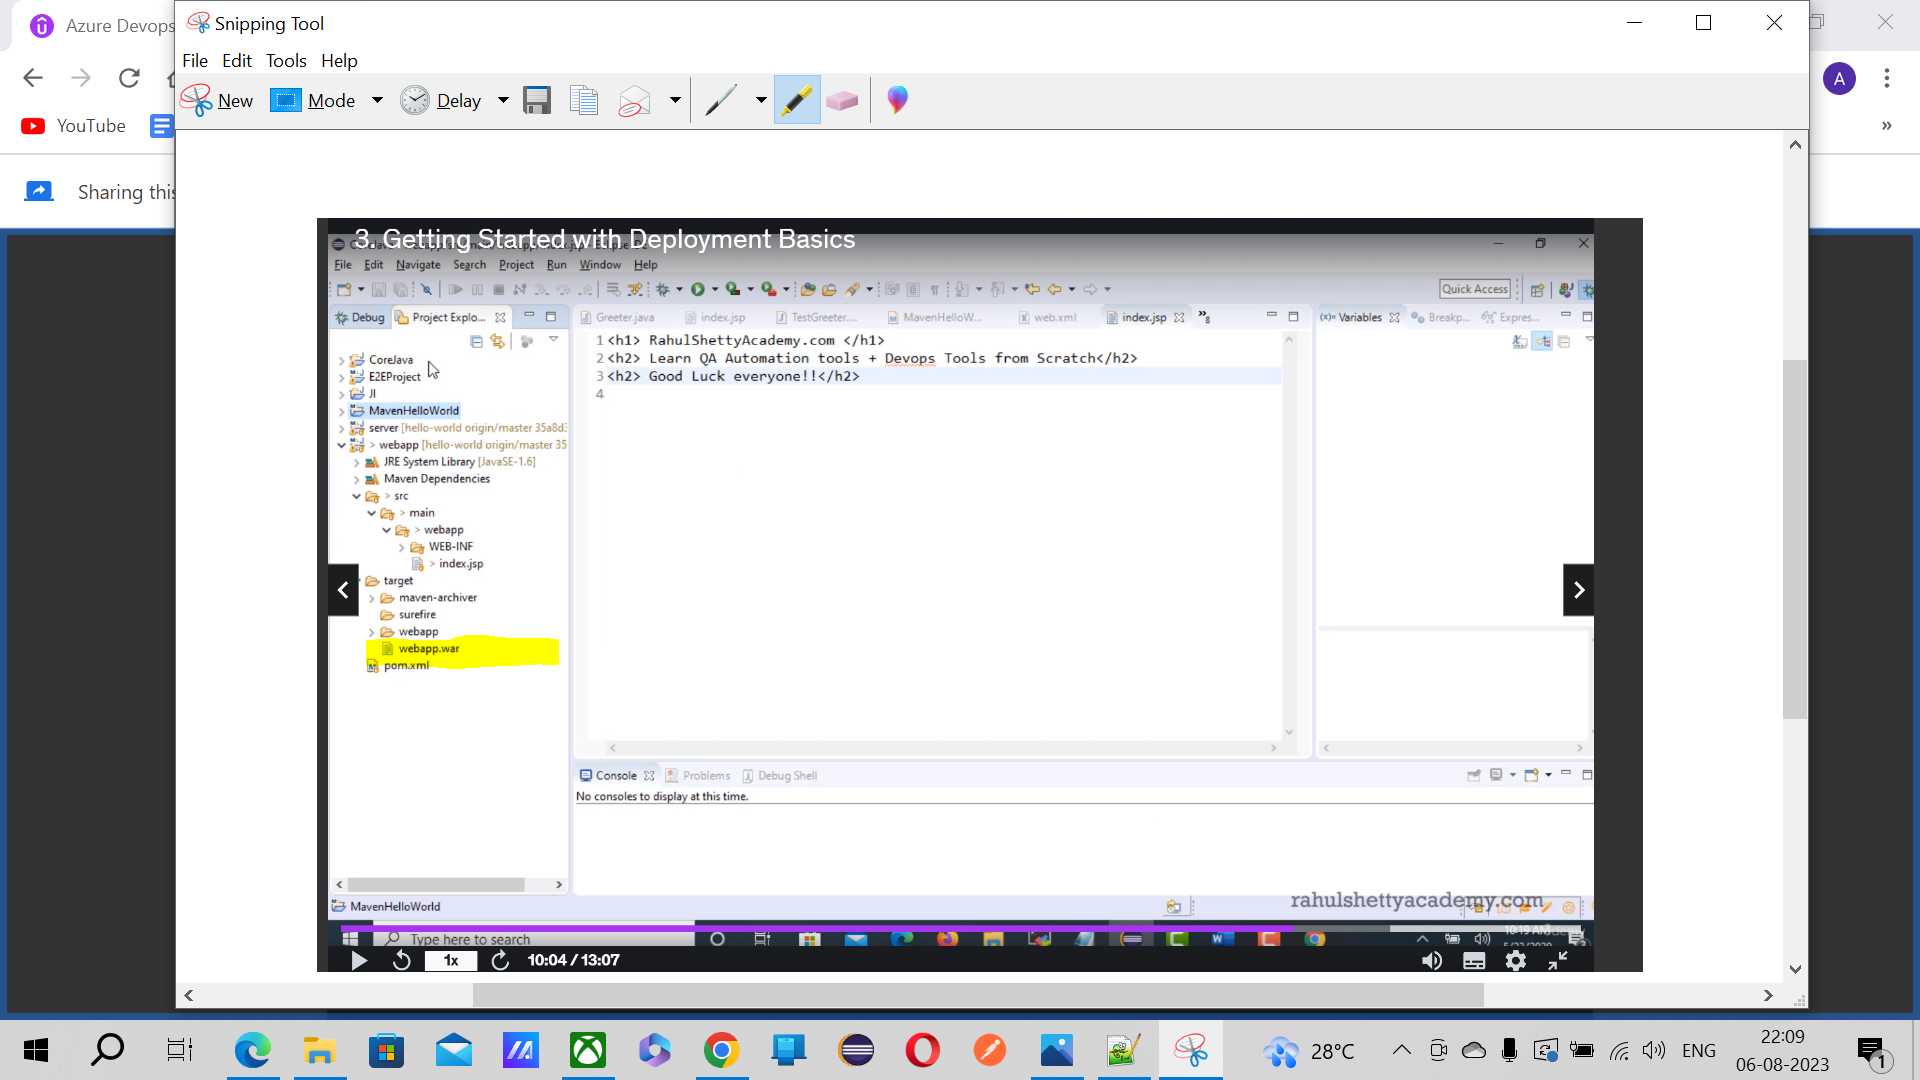 Azure Devops
Snipping Tool
File Edit Tools Help
New Mode Delay
A
YouTube
Sharing this
3. Getting Started with Deployment Basics
File Edit Navigate Search Project Run Window Help
Quick Access
Debug Project Explo...
Greeter.java index.jsp TestGreeter.... MavenHelloW... web.xml index.jsp
(x)= Variables Breakp... Expres...
CoreJava
E2EProject
JI
MavenHelloWorld
server [hello-world origin/master 35a8d3
> webapp [hello-world origin/master 35
JRE System Library [JavaSE-1.6]
Maven Dependencies
> src
> main
> webapp
WEB-INF
> index.jsp
target
maven-archiver
surefire
webapp
webapp.war
pom.xml
1 <h1> RahulShettyAcademy.com </h1>
2 <h2> Learn QA Automation tools + Devops Tools from Scratch</h2>
3 <h2> Good Luck everyone!!</h2>
4
Console Problems Debug Shell
No consoles to display at this time.
MavenHelloWorld
rahulshettyacademy.com
Type here to search
10:19 AM
1x 10:04 / 13:07
28°C
ENG
22:09
06-08-2023
1